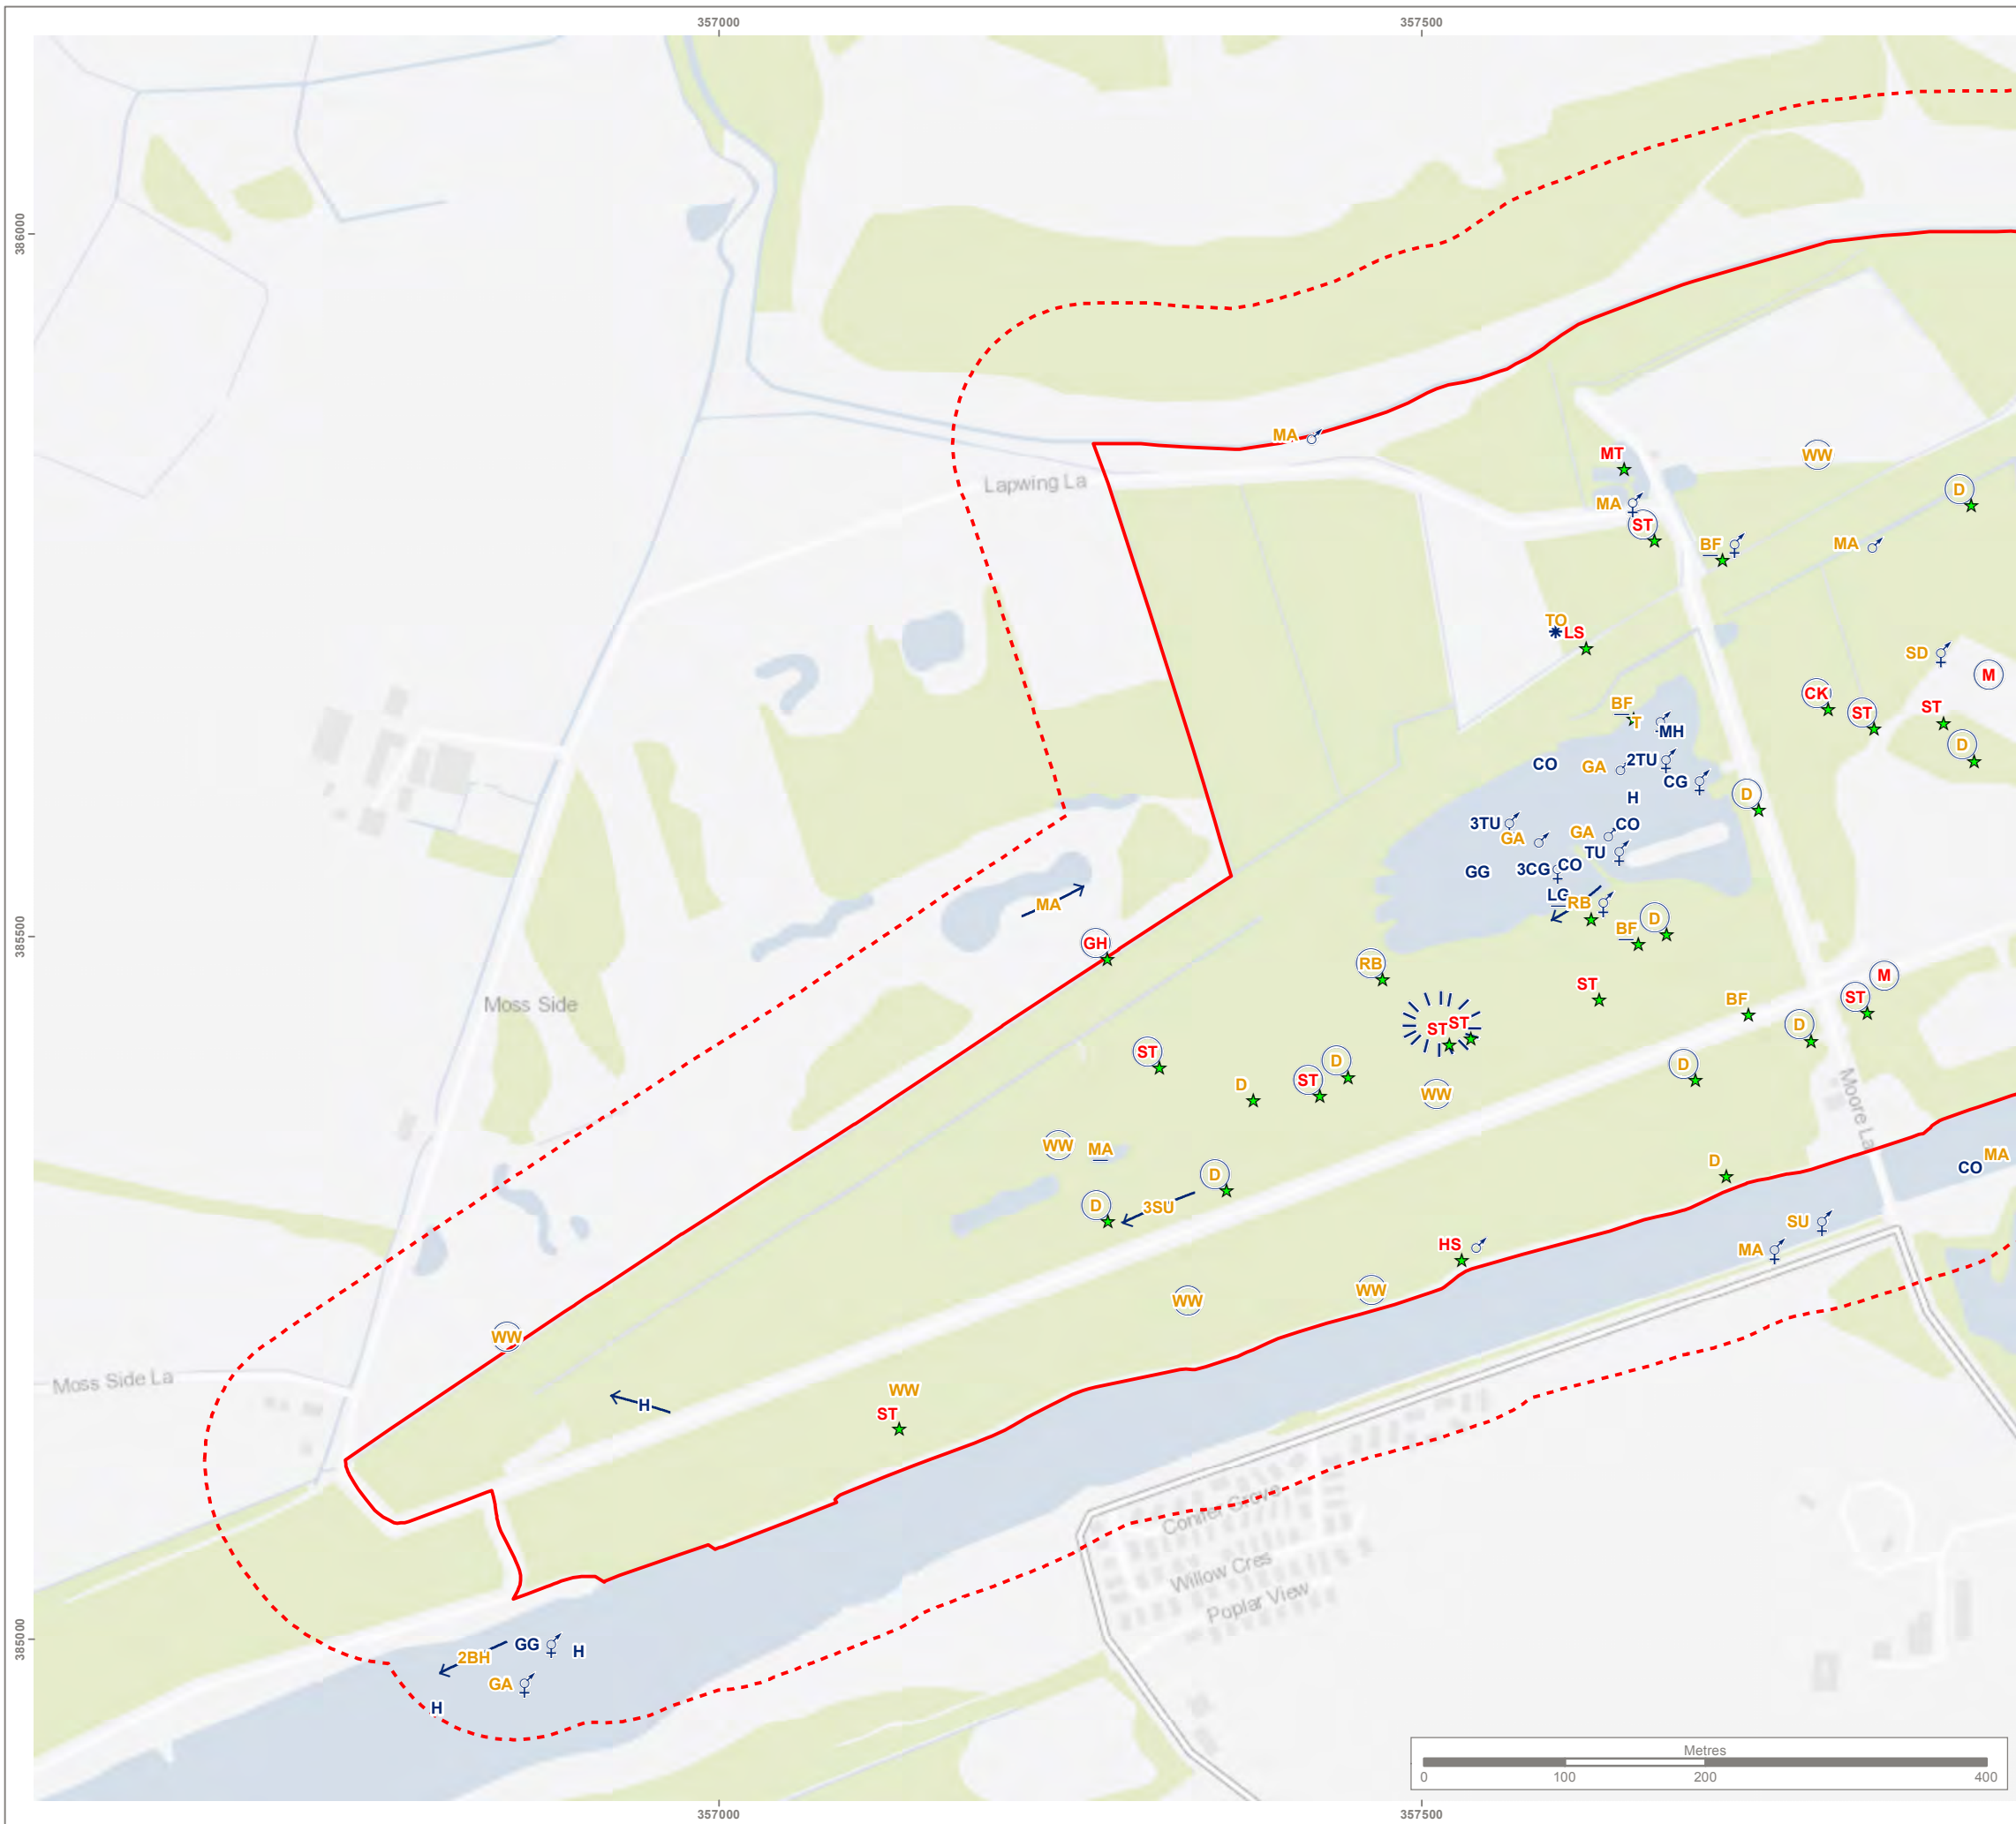 357000 357500
386000
MA
MT
WW
Lapwing La
D
MA
ST
BF
MA
TO
LS
SD
M
CK
BF
T
ST
ST
MH
D
CO
GA
2TU
CG
H
D
3TU
GA
CO
GA
TU
GG
3CG
CO
LG
RB
MA
D
BF
385500
GH
RB
M
ST
ST
BF
Moss Side
ST
ST
D
ST
D
ST
D
D
WW
Moore La
WW
MA
MA
D
D
CO
D
3SU
SU
HS
MA
WW
WW
WW
Moss Side La
WW
H
ST
Conifer Grove
Willow Cres
Poplar View
385000
GG
H
2BH
GA
H
Metres
0 100 200 400
357000 357500